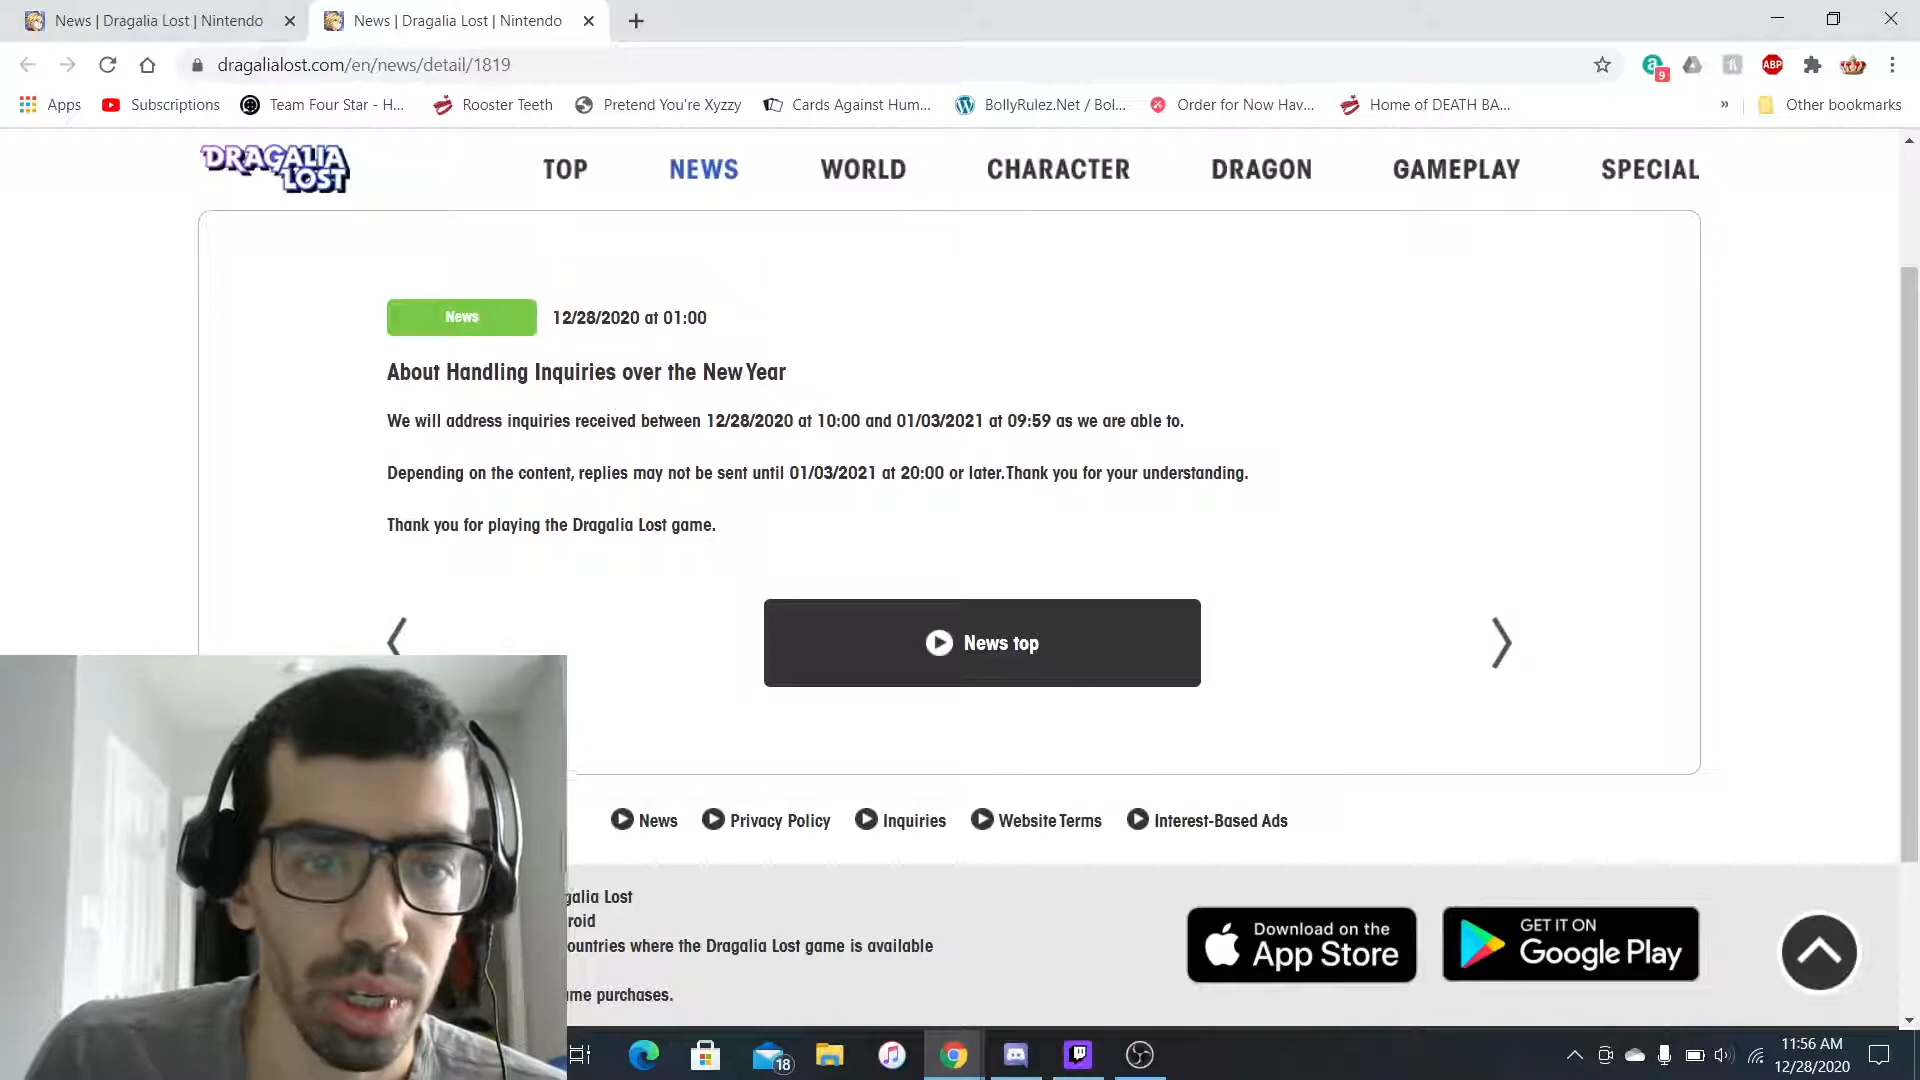 News | Dragalia Lost | Nintendo
News | Dragalia Lost | Nintendo
dragalialost.com/en/news/detail/1819
9
ABP
Apps
Subscriptions
Team Four Star - H...
Rooster Teeth
Pretend You're Xyzzy
Cards Against Hum...
BollyRulez.Net / Bol...
Order for Now Hav...
Home of DEATH BA...
»
Other bookmarks
DRAGALIA
LOST
TOP
NEWS
WORLD
CHARACTER
DRAGON
GAMEPLAY
SPECIAL
News
12/28/2020 at 01:00
About Handling Inquiries over the New Year
We will address inquiries received between 12/28/2020 at 10:00 and 01/03/2021 at 09:59 as we are able to.
Depending on the content, replies may not be sent until 01/03/2021 at 20:00 or later.Thank you for your understanding.
Thank you for playing the Dragalia Lost game.
News top
News
Privacy Policy
Inquiries
Website Terms
Interest-Based Ads
galia Lost
roid
ountries where the Dragalia Lost game is available
me purchases.
Download on the
App Store
GET IT ON
Google Play
18
11:56 AM
12/28/2020